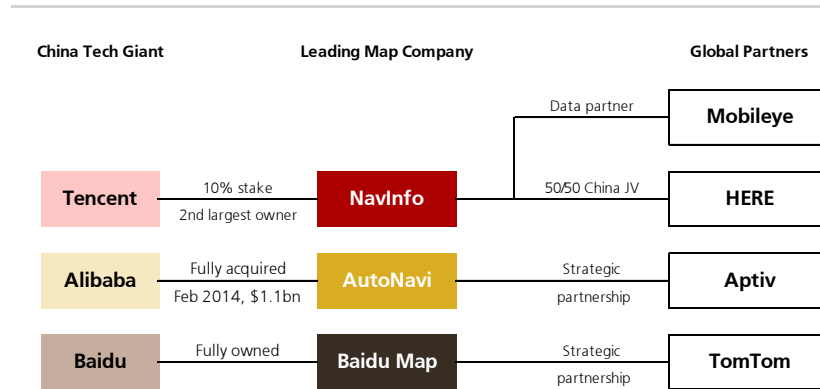 China Tech Giant
Leading Map Company
Global Partners
Data partner
Mobileye
Tencent
10% stake
2nd largest owner
NavInfo
50/50 China JV
HERE
Alibaba
Fully acquired
Feb 2014, $1.1bn
AutoNavi
Strategic
partnership
Aptiv
Baidu
Fully owned
Baidu Map
Strategic
partnership
TomTom